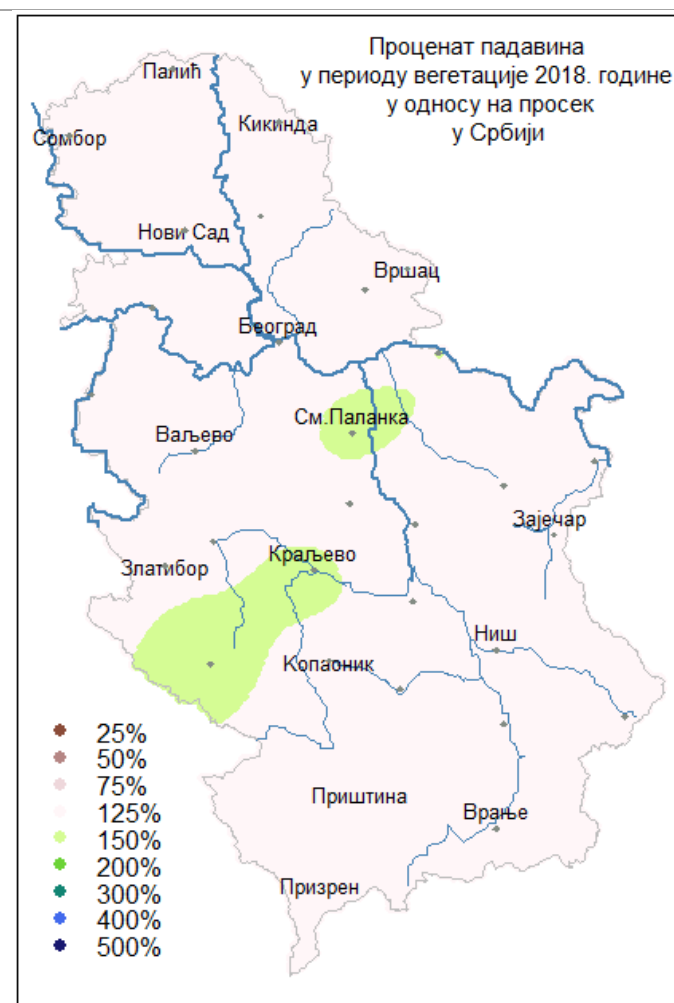 Проценат падавина
у периоду вегетације 2018. године
у односу на просек
у Србији
Палић
Кикинда
Сомбор
Нови Сад
Вршац
Београд
См.Паланка
Ваљево
Зајечар
Краљево
Златибор
Ниш
Копаоник
Приштина
Врање
Призрен
25%
50%
75%
125%
150%
200%
300%
400%
500%